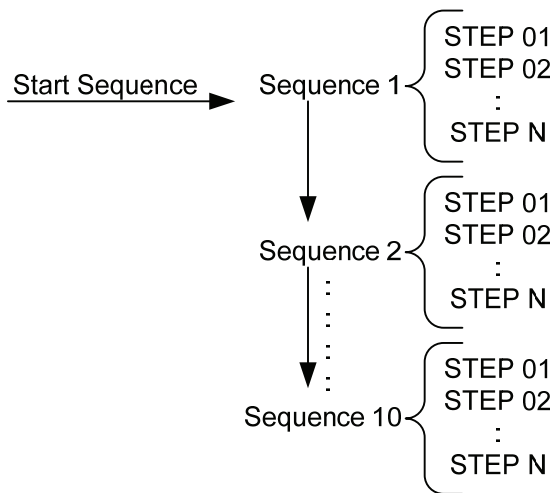 Start Sequence
Sequence 1
STEP 01
STEP 02
⋮
STEP N
Sequence 2
STEP 01
STEP 02
⋮
STEP N
Sequence 10
STEP 01
STEP 02
⋮
STEP N